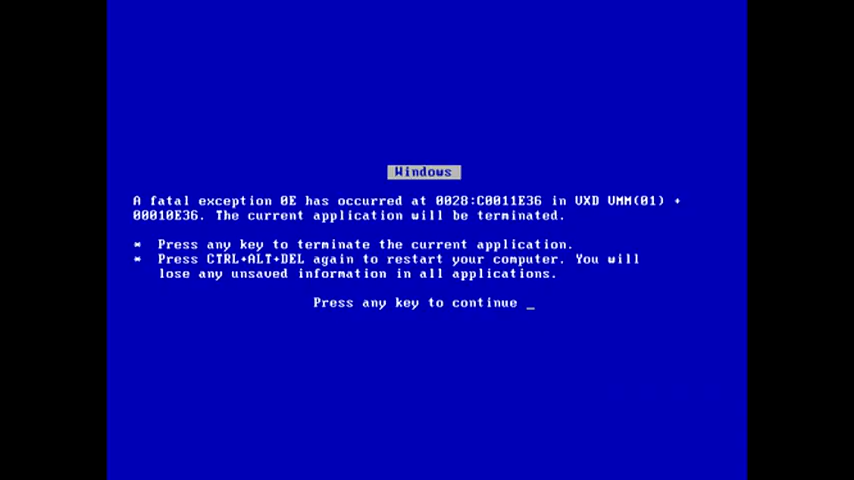 Windows
A fatal exception 0E has occurred at 0028:C0011E36 in VXD VMM(01) +
00010E36. The current application will be terminated.
* Press any key to terminate the current application.
* Press CTRL+ALT+DEL again to restart your computer. You will
lose any unsaved information in all applications.
Press any key to continue _